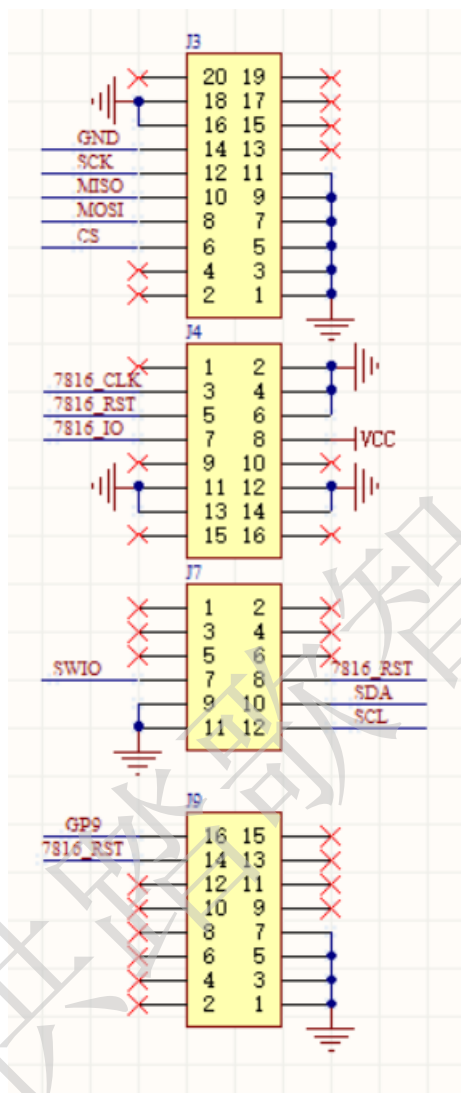 J3
20 19
18 17
16 15
GND 14 13
SCK 12 11
MISO 10 9
MOSI 8 7
CS 6 5
4 3
2 1
J4
1 2
7816_CLK 3 4
7816_RST 5 6
7816_IO 7 8 VCC
9 10
11 12
13 14
15 16
J7
1 2
3 4
5 6
SWIO 7 8 7816_RST
9 10 SDA
11 12 SCL
J9
GP9 16 15
7816_RST 14 13
12 11
10 9
8 7
6 5
4 3
2 1
踏歌智